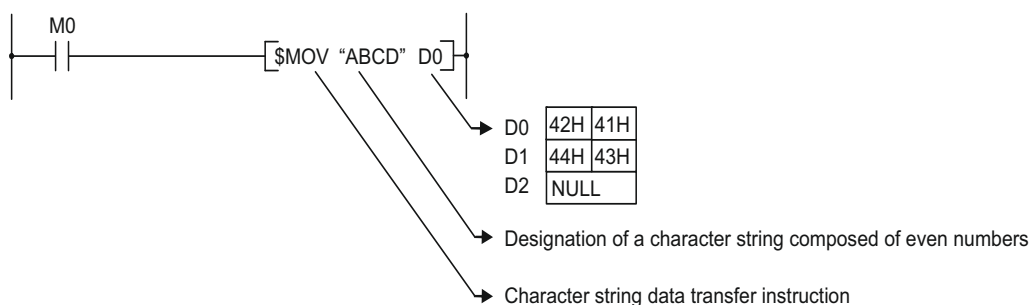 M0
$MOV “ABCD” D0
D0 42H 41H
D1 44H 43H
D2 NULL
Designation of a character string composed of even numbers
Character string data transfer instruction